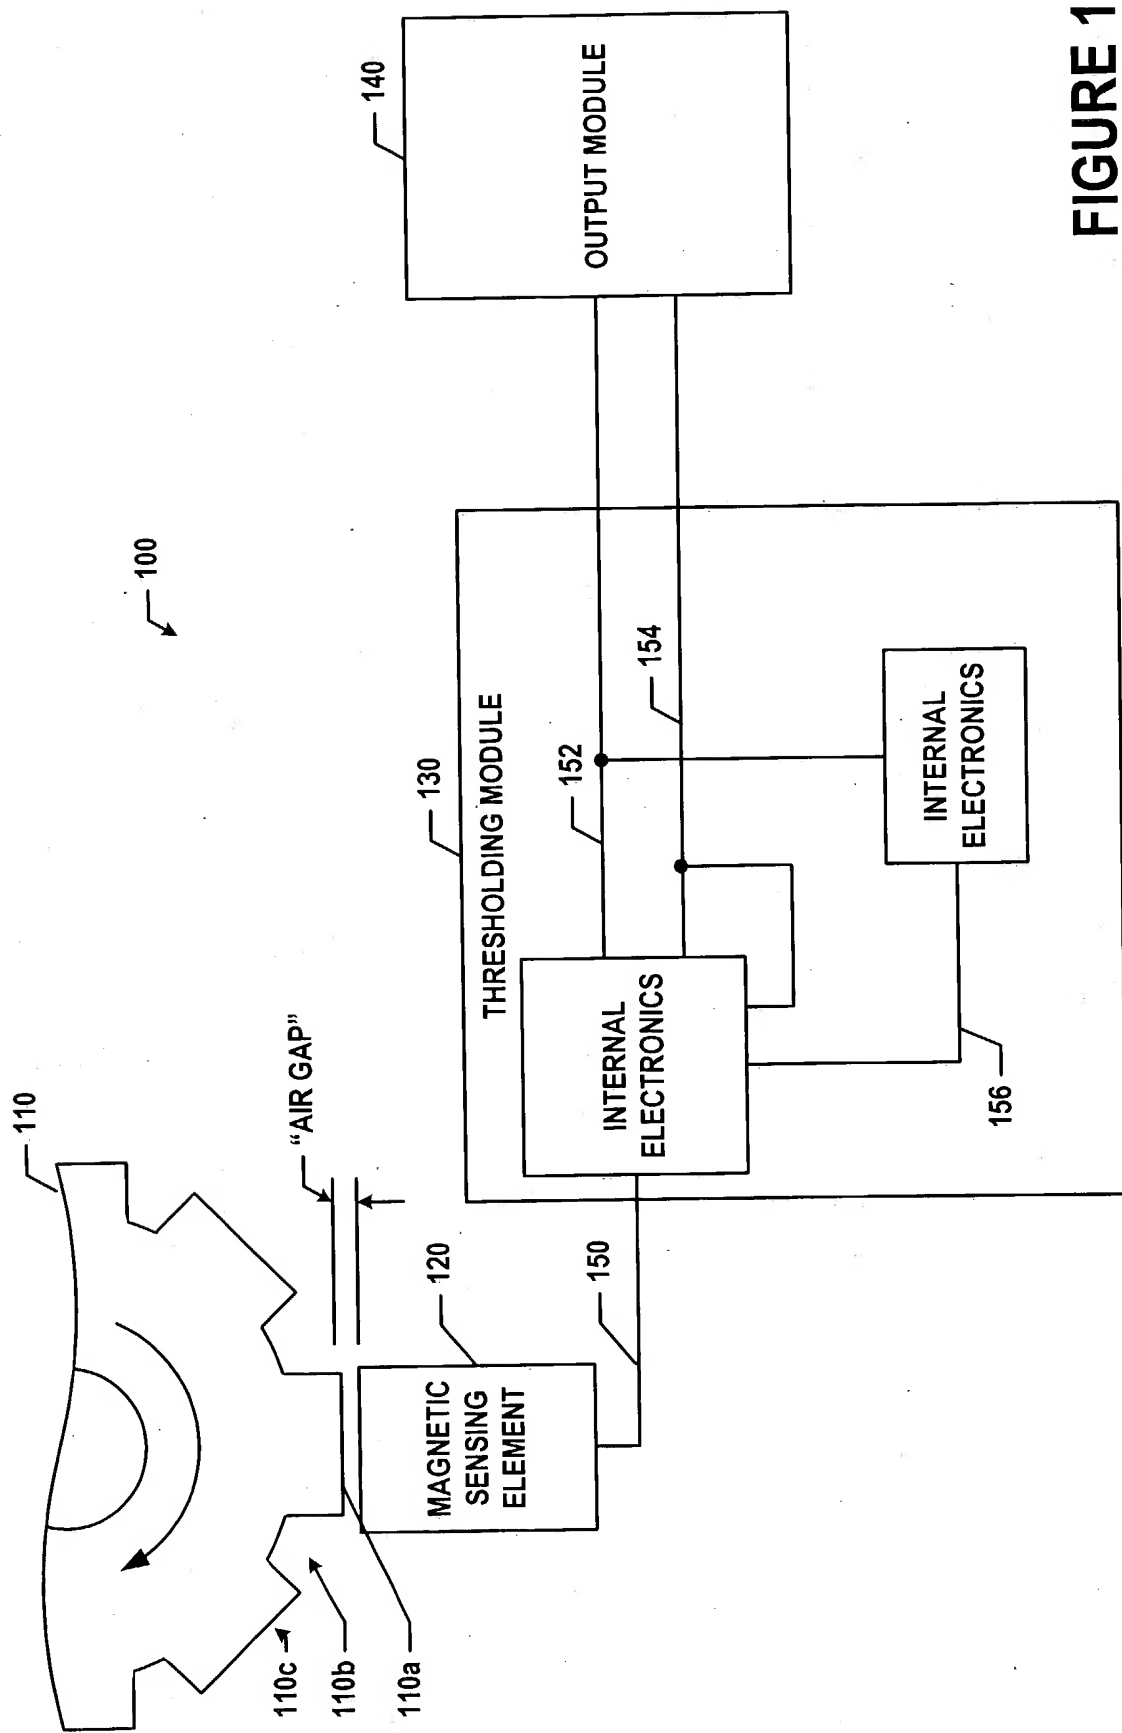 100
110
"AIR GAP"
110c
110b
110a
120
MAGNETIC
SENSING
ELEMENT
150
130
THRESHOLDING MODULE
INTERNAL
ELECTRONICS
152
154
156
INTERNAL
ELECTRONICS
140
OUTPUT MODULE
FIGURE 1